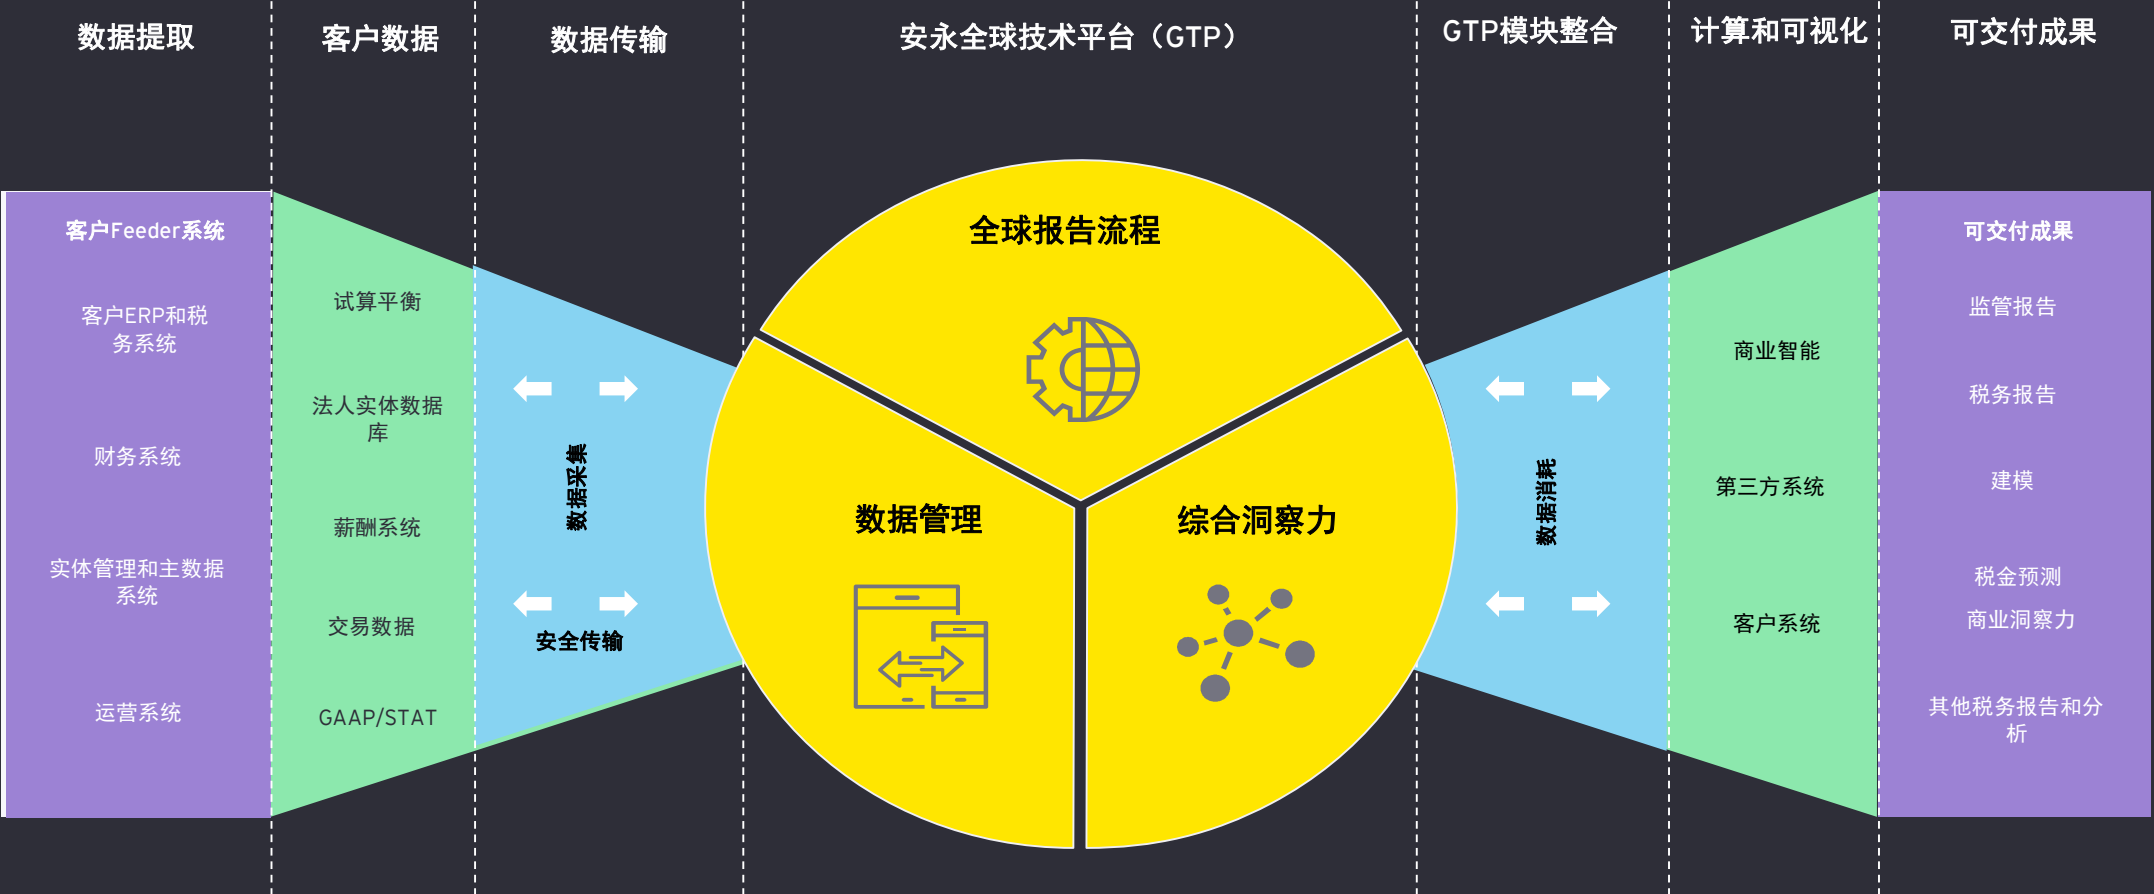 数据提取
客户数据
数据传输
安永全球技术平台（GTP）
GTP模块整合
计算和可视化
可交付成果
客户Feeder系统
客户ERP和税
务系统
财务系统
实体管理和主数据
系统
运营系统
试算平衡
法人实体数据
库
薪酬系统
交易数据
GAAP/STAT
数据采集
安全传输
全球报告流程
数据管理
综合洞察力
数据消耗
商业智能
第三方系统
客户系统
可交付成果
监管报告
税务报告
建模
税金预测
商业洞察力
其他税务报告和分
析